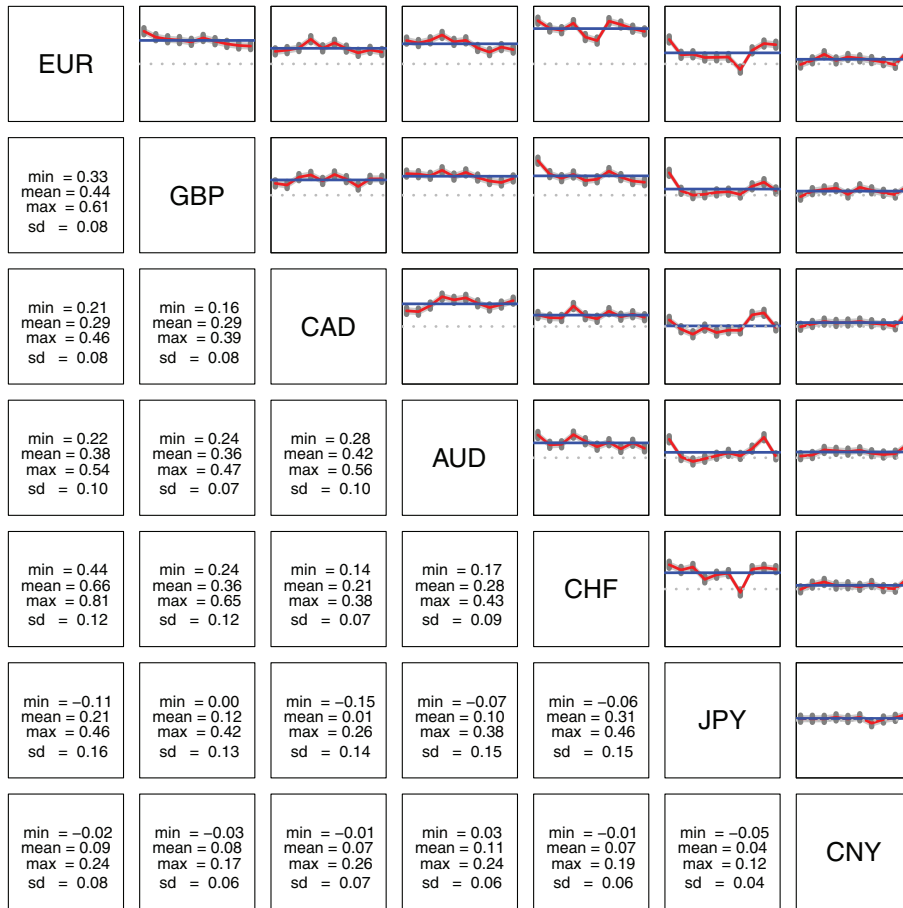 EUR
min = 0.33
mean = 0.44
max = 0.61
sd = 0.08
GBP
min = 0.21
mean = 0.29
max = 0.46
sd = 0.08
min = 0.16
mean = 0.29
max = 0.39
sd = 0.08
CAD
min = 0.22
mean = 0.38
max = 0.54
sd = 0.10
min = 0.24
mean = 0.36
max = 0.47
sd = 0.07
min = 0.28
mean = 0.42
max = 0.56
sd = 0.10
AUD
min = 0.44
mean = 0.66
max = 0.81
sd = 0.12
min = 0.24
mean = 0.36
max = 0.65
sd = 0.12
min = 0.14
mean = 0.21
max = 0.38
sd = 0.07
min = 0.17
mean = 0.28
max = 0.43
sd = 0.09
CHF
min = −0.11
mean = 0.21
max = 0.46
sd = 0.16
min = 0.00
mean = 0.12
max = 0.42
sd = 0.13
min = −0.15
mean = 0.01
max = 0.26
sd = 0.14
min = −0.07
mean = 0.10
max = 0.38
sd = 0.15
min = −0.06
mean = 0.31
max = 0.46
sd = 0.15
JPY
min = −0.02
mean = 0.09
max = 0.24
sd = 0.08
min = −0.03
mean = 0.08
max = 0.17
sd = 0.06
min = −0.01
mean = 0.07
max = 0.26
sd = 0.07
min = 0.03
mean = 0.11
max = 0.24
sd = 0.06
min = −0.01
mean = 0.07
max = 0.19
sd = 0.06
min = −0.05
mean = 0.04
max = 0.12
sd = 0.04
CNY